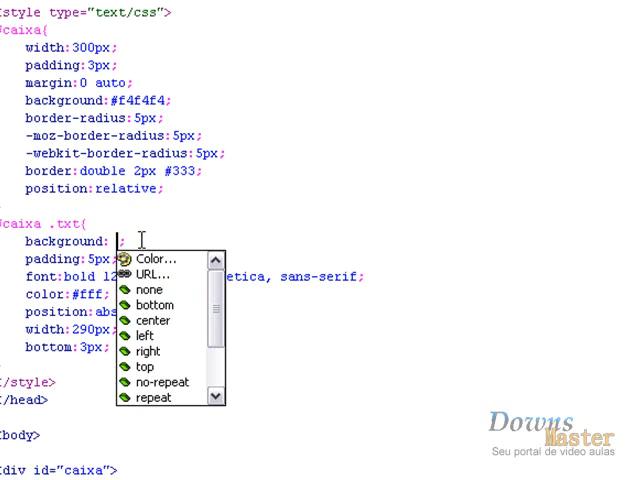 style type="text/css">
caixa{
width:300px;
padding:3px;
margin:0 auto;
background:#f4f4f4;
border-radius:5px;
-moz-border-radius:5px;
-webkit-border-radius:5px;
border:double 2px #333;
position:relative;
caixa .txt{
background: ;
padding:5px;
font:bold 12 etica, sans-serif;
color:#fff;
position:abs
width:290px;
bottom:3px;
/style>
/head>
body>
div id="caixa">
Color...
URL...
none
bottom
center
left
right
top
no-repeat
repeat
Downs
Master
Seu portal de video aulas